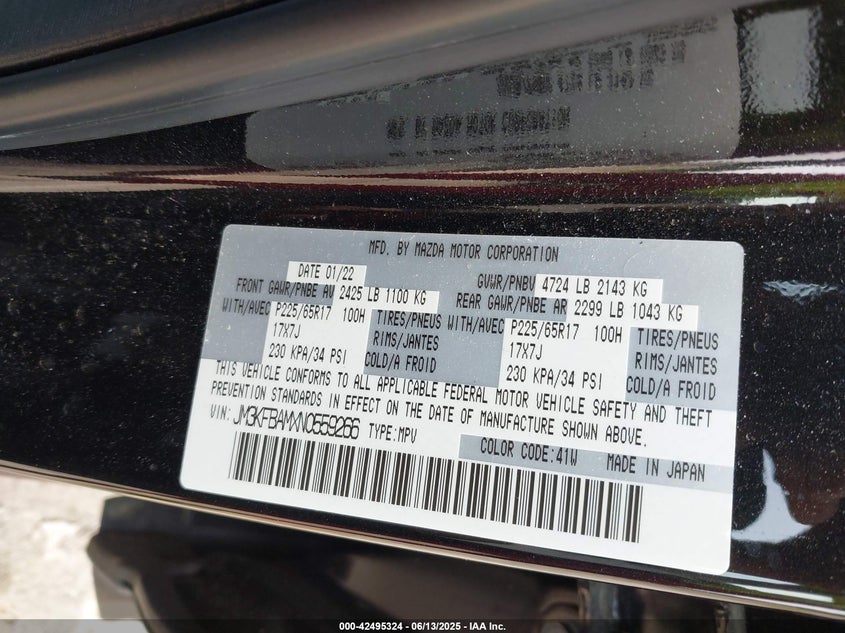 MFD. BY MAZDA MOTOR CORPORATION
DATE 01/22 GVWR/PNBV 4724 LB 2143 KG
FRONT GAWR/PNBE AV 2425 LB 1100 KG REAR GAWR/PNBE AR 2299 LB 1043 KG
WITH/AVEC P225/65R17 100H TIRES/PNEUS WITH/AVEC P225/65R17 100H TIRES/PNEUS
17X7J RIMS/JANTES 17X7J RIMS/JANTES
230 KPA/34 PSI COLD/A FROID 230 KPA/34 PSI COLD/A FROID
THIS VEHICLE CONFORMS TO ALL APPLICABLE FEDERAL MOTOR VEHICLE SAFETY AND THEFT
PREVENTION STANDARDS IN EFFECT ON THE DATE OF MANUFACTURE SHOWN ABOVE.
VIN: JM3KFBAMXN0559266 TYPE:MPV
COLOR CODE:41W MADE IN JAPAN
000-42495324 - 06/13/2025 - IAA Inc.